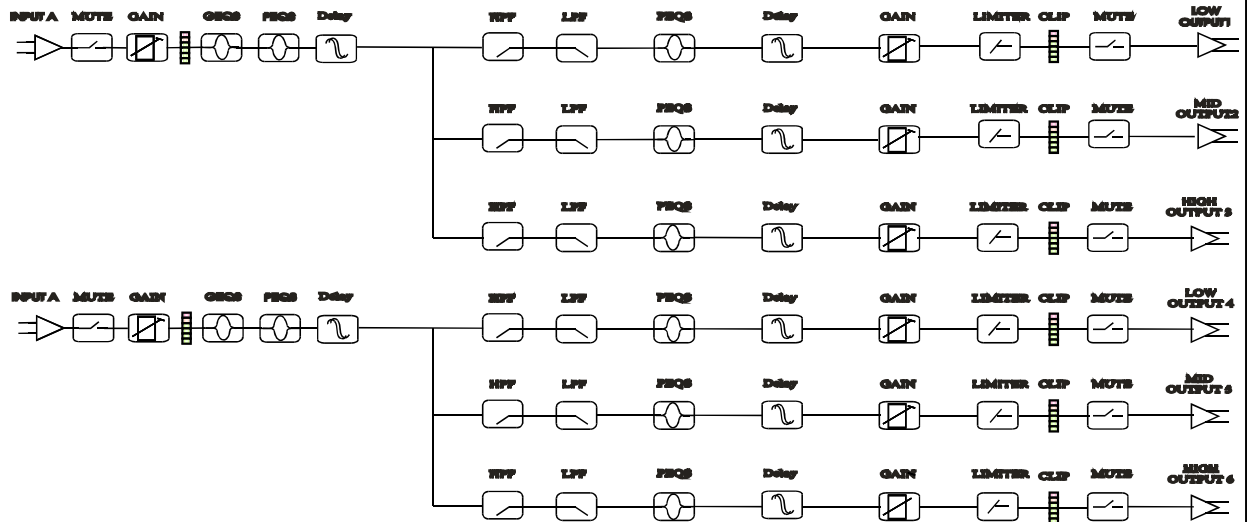 INPUT A MUTE GAIN GEQS PEQS Delay HPF LPF PEQS Delay GAIN LIMITER CLIP MUTE LOW
OUTPUT1
HPF LPF PEQS Delay GAIN LIMITER CLIP MUTE MID
OUTPUT2
HPF LPF PEQS Delay GAIN LIMITER CLIP MUTE HIGH
OUTPUT 3
INPUT A MUTE GAIN GEQS PEQS Delay HPF LPF PEQS Delay GAIN LIMITER CLIP MUTE LOW
OUTPUT 4
HPF LPF PEQS Delay GAIN LIMITER CLIP MUTE MID
OUTPUT 5
HPF LPF PEQS Delay GAIN LIMITER CLIP MUTE HIGH
OUTPUT 6